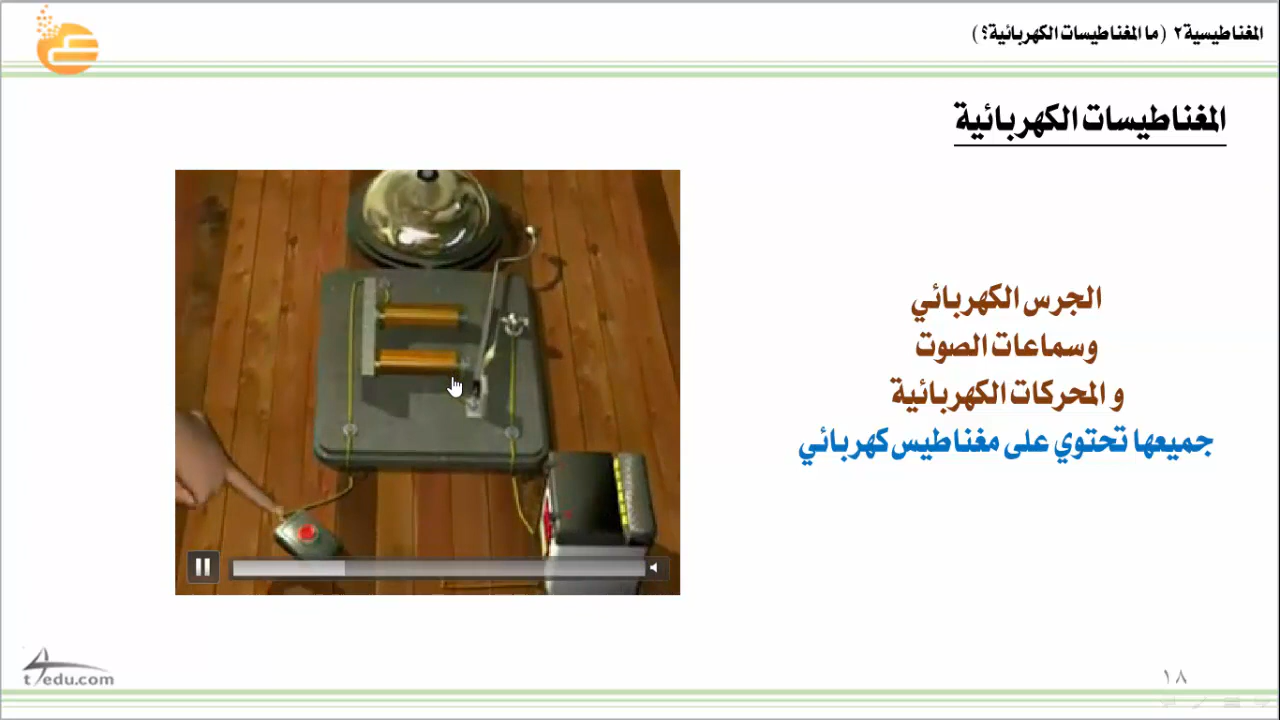 المغناطيسية٢ (ما المغناطيسات الكهربائية؟)
المغناطيسات الكهربائية
الجرس الكهربائي
وسماعات الصوت
و المحركات الكهربائية
جميعها تحتوي على مغناطيس كهربائي
t4edu.com
١٨